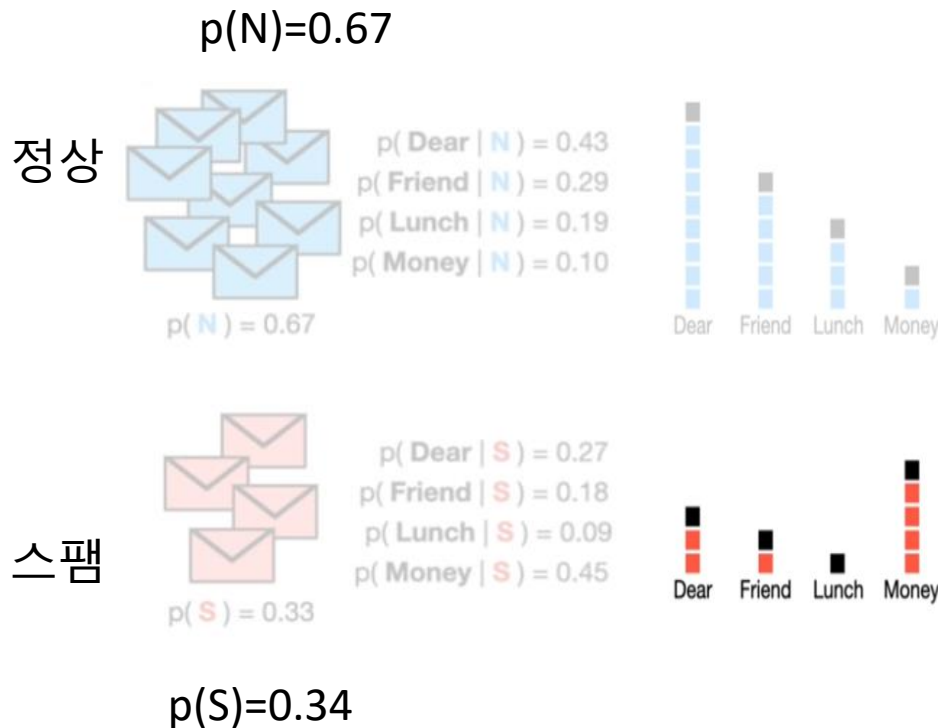 p(N)=0.67
정상
p( Dear | N ) = 0.43
p( Friend | N ) = 0.29
p( Lunch | N ) = 0.19
p( Money | N ) = 0.10
p( N ) = 0.67
Dear Friend Lunch Money
스팸
p( Dear | S ) = 0.27
p( Friend | S ) = 0.18
p( Lunch | S ) = 0.09
p( Money | S ) = 0.45
p( S ) = 0.33
Dear Friend Lunch Money
p(S)=0.34